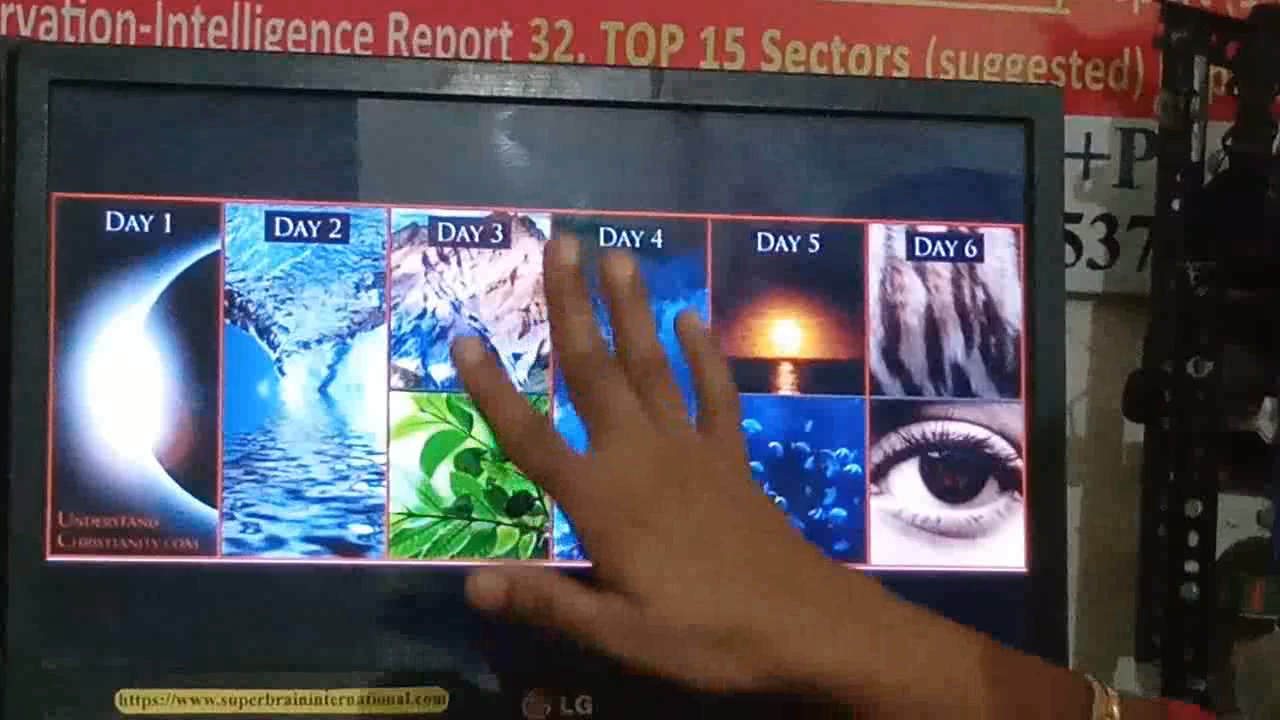 rvation-Intelligence Report 32. TOP 15 Sectors (suggested)
+P
537
DAY 1
DAY 2
DAY 3
DAY 4
DAY 5
DAY 6
UNDERSTAND
CHRISTIANITY.COM
https://www.superbraininternational.com
LG